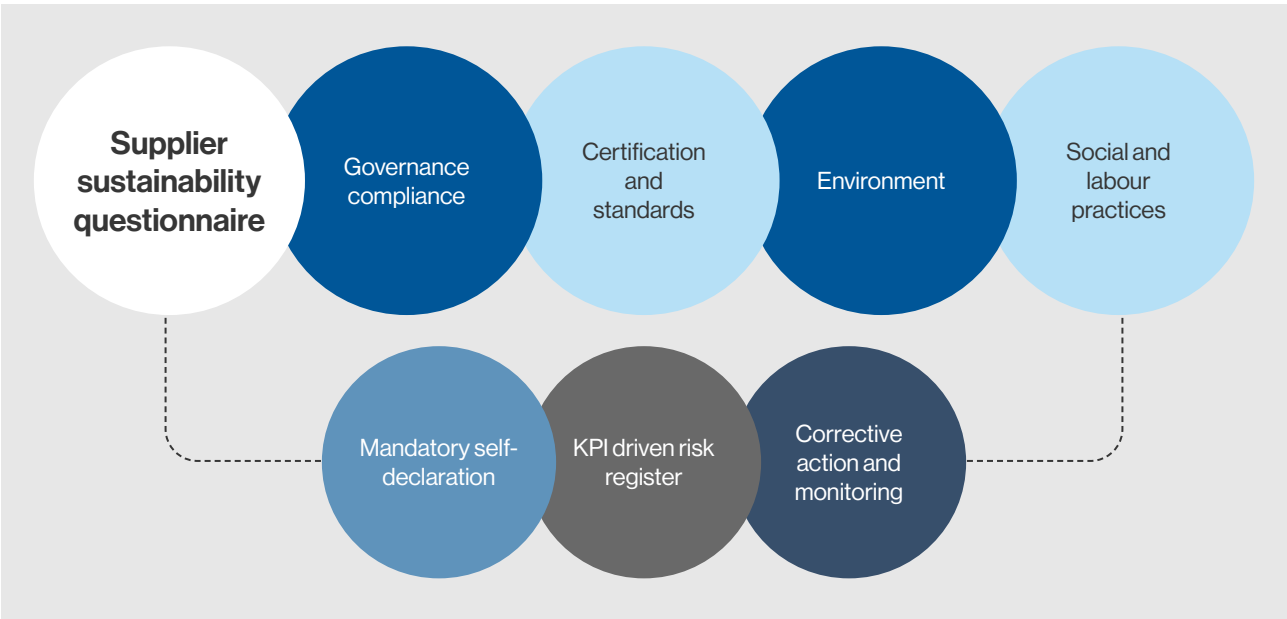 Supplier
sustainability
questionnaire
Governance
compliance
Certification
and
standards
Environment
Social and
labour
practices
Mandatory self-
declaration
KPI driven risk
register
Corrective
action and
monitoring